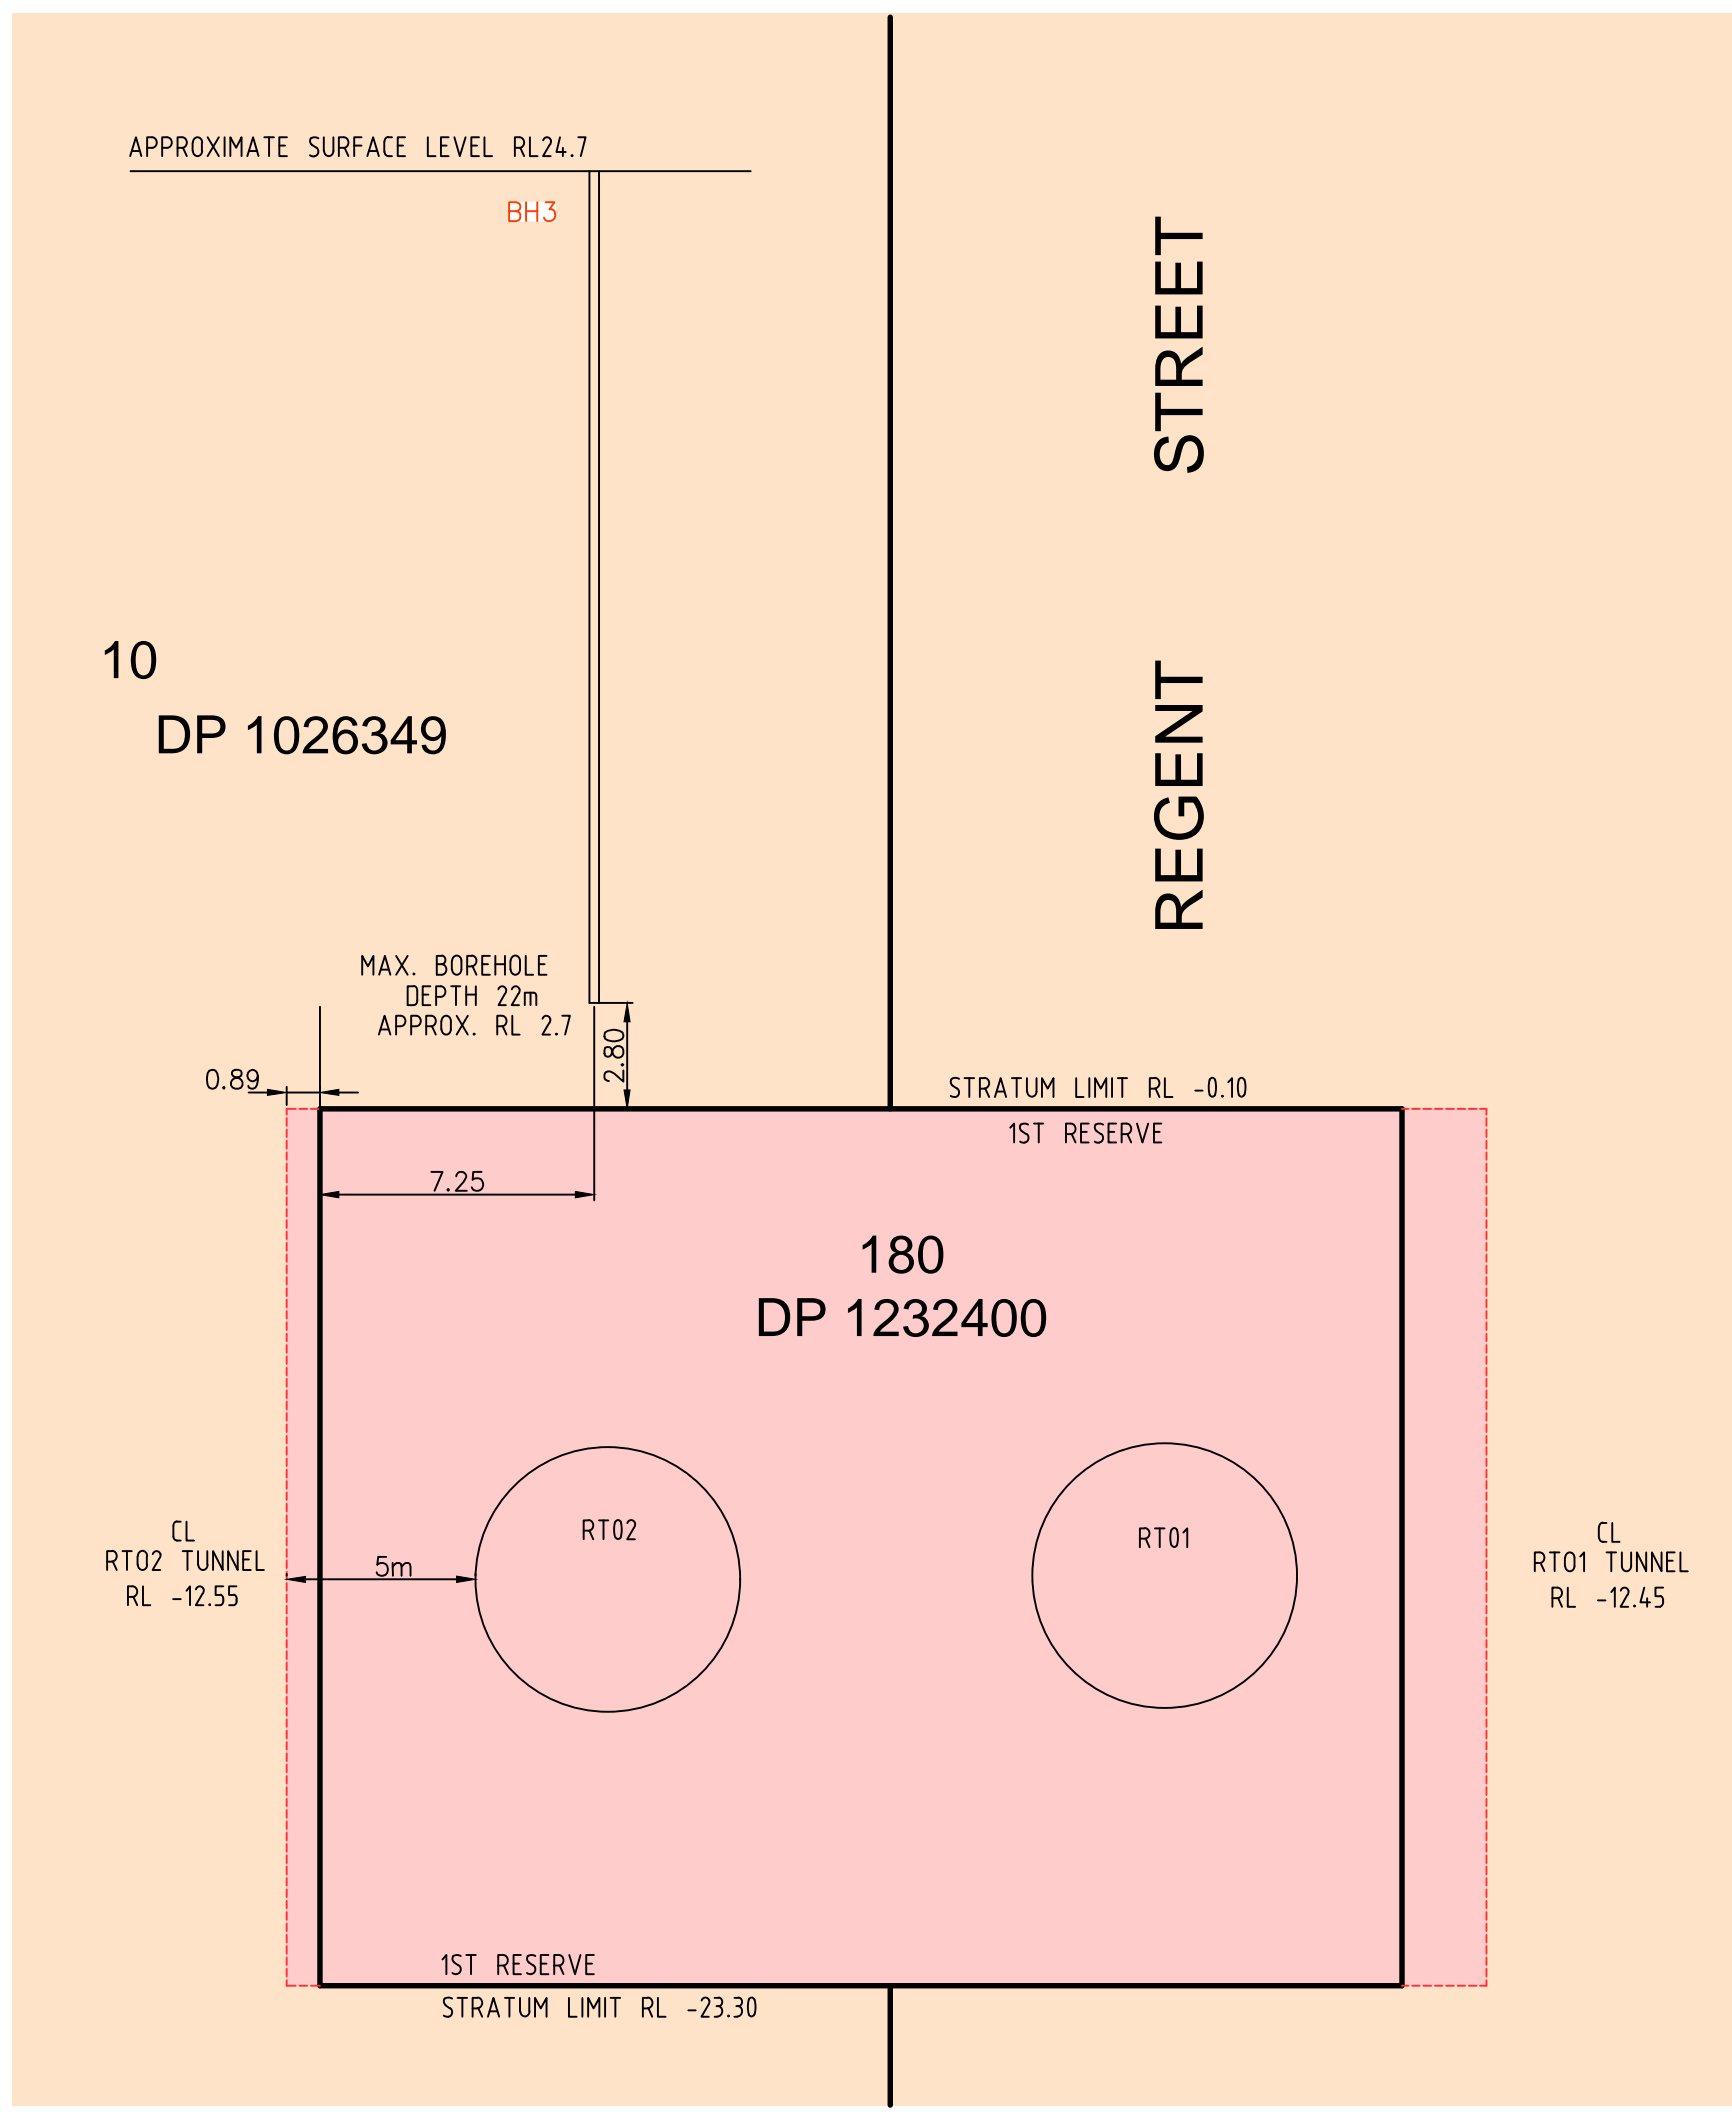 APPROXIMATE SURFACE LEVEL RL24.7
BH3
REGENT STREET
10
DP 1026349
MAX. BOREHOLE
DEPTH 22m
APPROX. RL 2.7
2.80
0.89
STRATUM LIMIT RL -0.10
1ST RESERVE
7.25
180
DP 1232400
RT02
RT01
CL
RT02 TUNNEL
RL -12.55
5m
CL
RT01 TUNNEL
RL -12.45
1ST RESERVE
STRATUM LIMIT RL -23.30